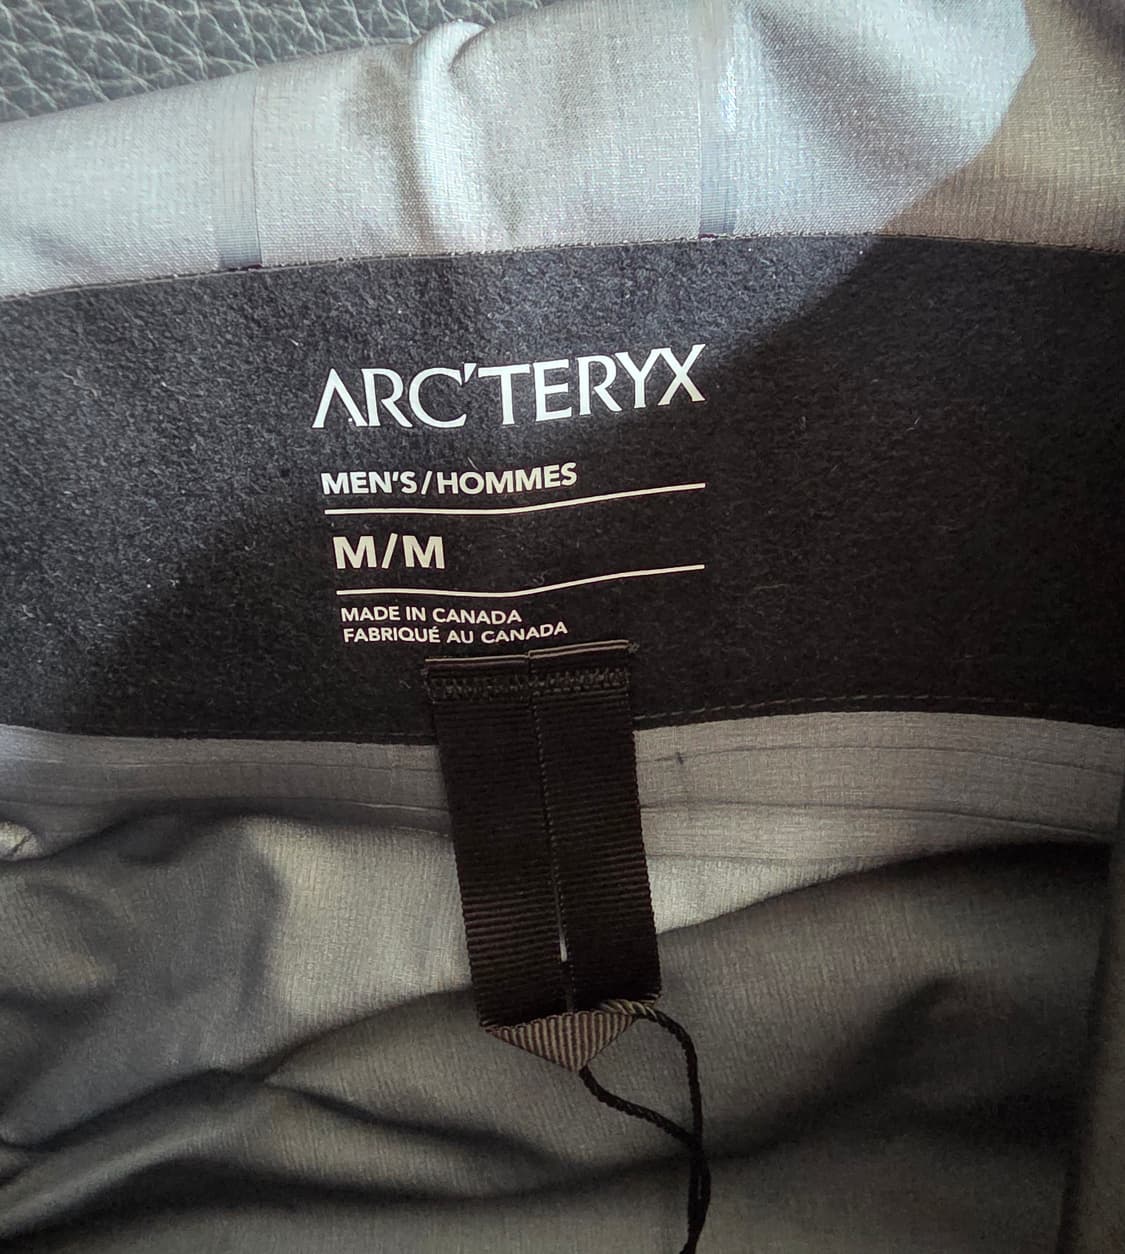 ARC'TERYX
MEN'S/HOMMES
M/M
MADE IN CANADA
FABRIQUÉ AU CANADA